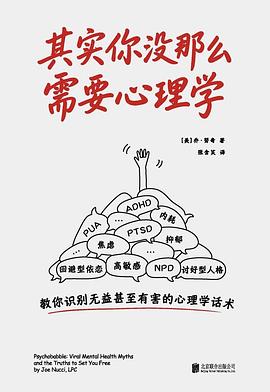 其实你没那么
需要心理学
[美]乔·努奇 著
张含笑 译
ADHD
PUA
内耗
PTSD
焦虑
抑郁
回避型依恋
高敏感
NPD
讨好型人格
教你识别无益甚至有害的心理学话术
Psychobabble: Viral Mental Health Myths
and the Truths to Set You Free
by Joe Nucci, LPC
北京联合出版公司